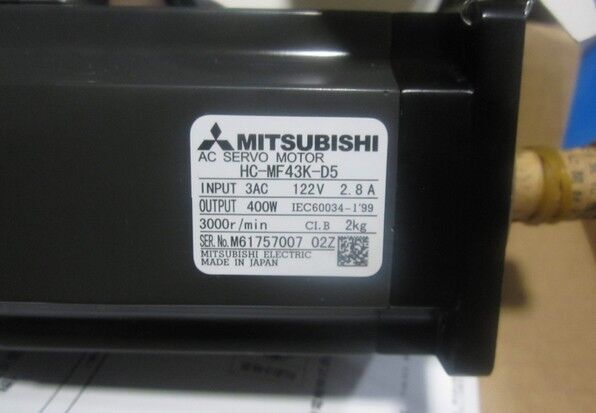 MITSUBISHI
AC SERVO MOTOR
HC-MF43K-D5
INPUT 3AC 122V 2.8A
OUTPUT 400W IEC60034-1'99
3000r/min CI.B 2kg
SER.No.M61757007 02Z
MITSUBISHI ELECTRIC
MADE IN JAPAN